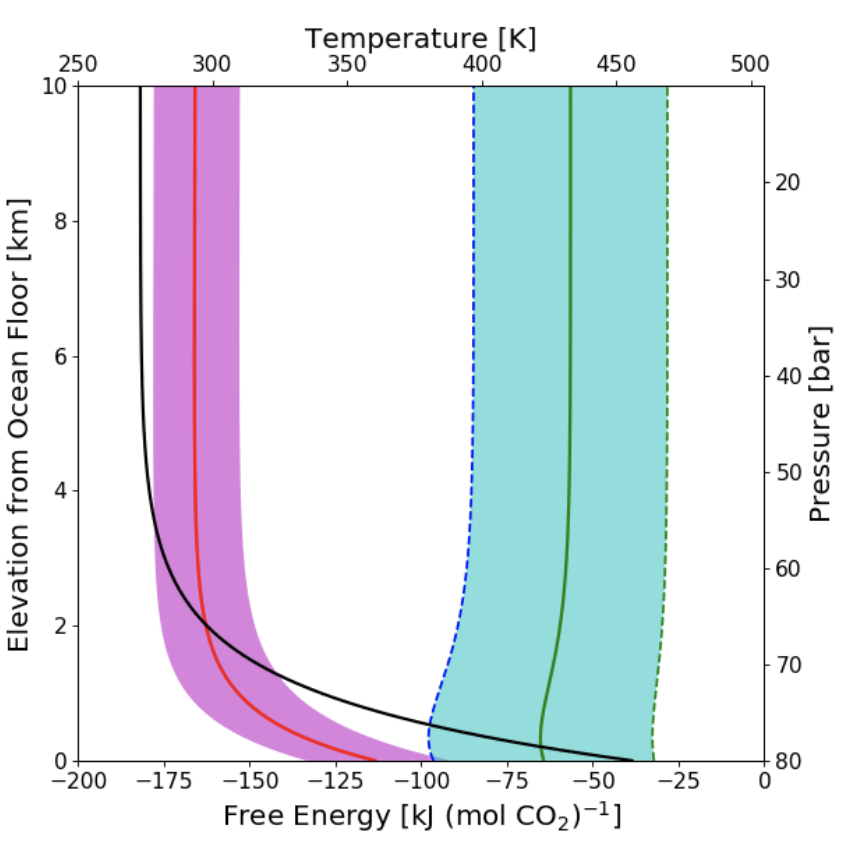 Temperature [K]
250 300 350 400 450 500
Elevation from Ocean Floor [km]
10
8
6
4
2
0
20
30
40
50
60
70
80
Pressure [bar]
−200 −175 −150 −125 −100 −75 −50 −25 0
Free Energy [kJ (mol CO₂)⁻¹]